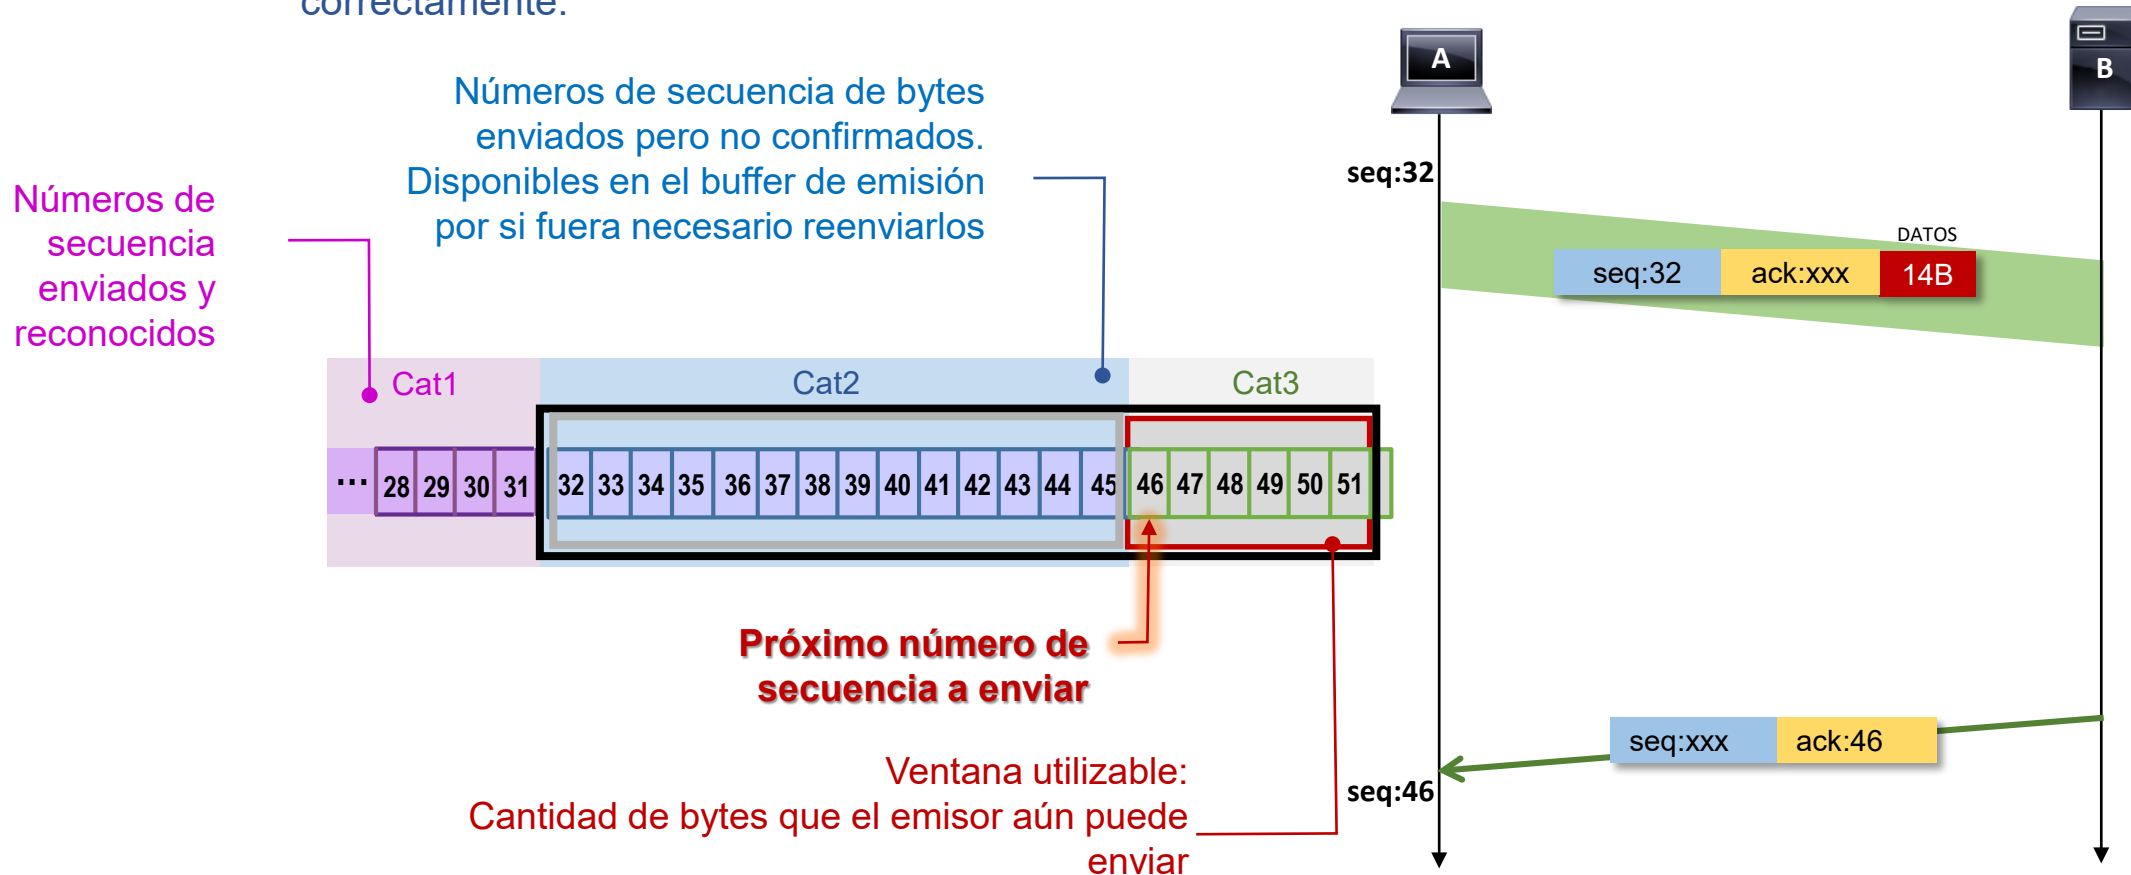 correctamente.
Números de secuencia de bytes
enviados pero no confirmados.
Disponibles en el buffer de emisión
por si fuera necesario reenviarlos
Números de
secuencia
enviados y
reconocidos
Cat1
Cat2
Cat3
... 28 29 30 31 32 33 34 35 36 37 38 39 40 41 42 43 44 45 46 47 48 49 50 51
Próximo número de
secuencia a enviar
Ventana utilizable:
Cantidad de bytes que el emisor aún puede
enviar
A
B
seq:32
DATOS
seq:32 ack:xxx 14B
seq:xxx ack:46
seq:46